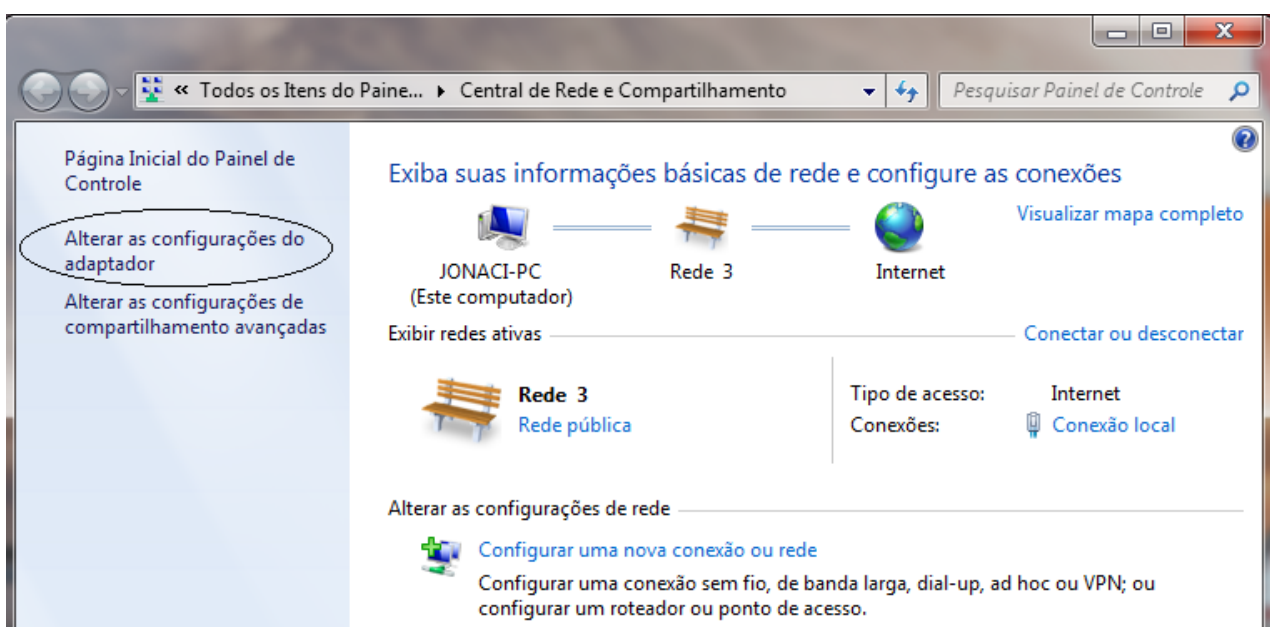 « Todos os Itens do Paine... ▸ Central de Rede e Compartilhamento
Pesquisar Painel de Controle
Página Inicial do Painel de
Controle
Alterar as configurações do
adaptador
Alterar as configurações de
compartilhamento avançadas
Exiba suas informações básicas de rede e configure as conexões
Visualizar mapa completo
JONACI-PC
(Este computador)
Rede 3
Internet
Exibir redes ativas
Conectar ou desconectar
Rede 3
Rede pública
Tipo de acesso: Internet
Conexões: Conexão local
Alterar as configurações de rede
Configurar uma nova conexão ou rede
Configurar uma conexão sem fio, de banda larga, dial-up, ad hoc ou VPN; ou
configurar um roteador ou ponto de acesso.